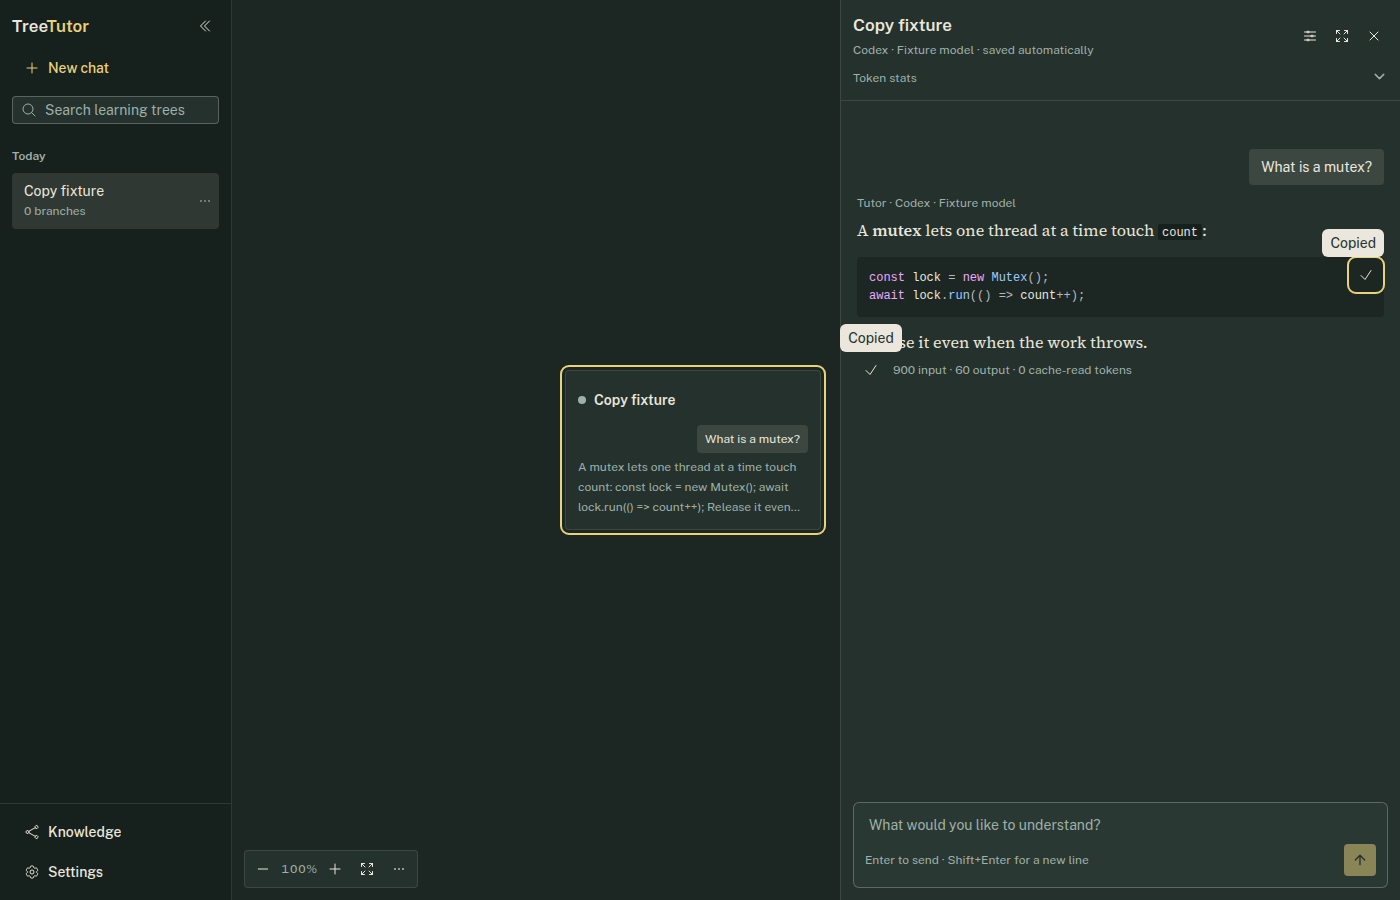 TreeTutor
New chat
Search learning trees
Today
Copy fixture
0 branches
Knowledge
Settings
Copy fixture
What is a mutex?
A mutex lets one thread at a time touch
count: const lock = new Mutex(); await
lock.run(() => count++); Release it even...
100%
Copy fixture
Codex · Fixture model · saved automatically
Token stats
What is a mutex?
Tutor · Codex · Fixture model
A mutex lets one thread at a time touch count:
Copied
const lock = new Mutex();
await lock.run(() => count++);
Copied
se it even when the work throws.
900 input · 60 output · 0 cache-read tokens
What would you like to understand?
Enter to send · Shift+Enter for a new line